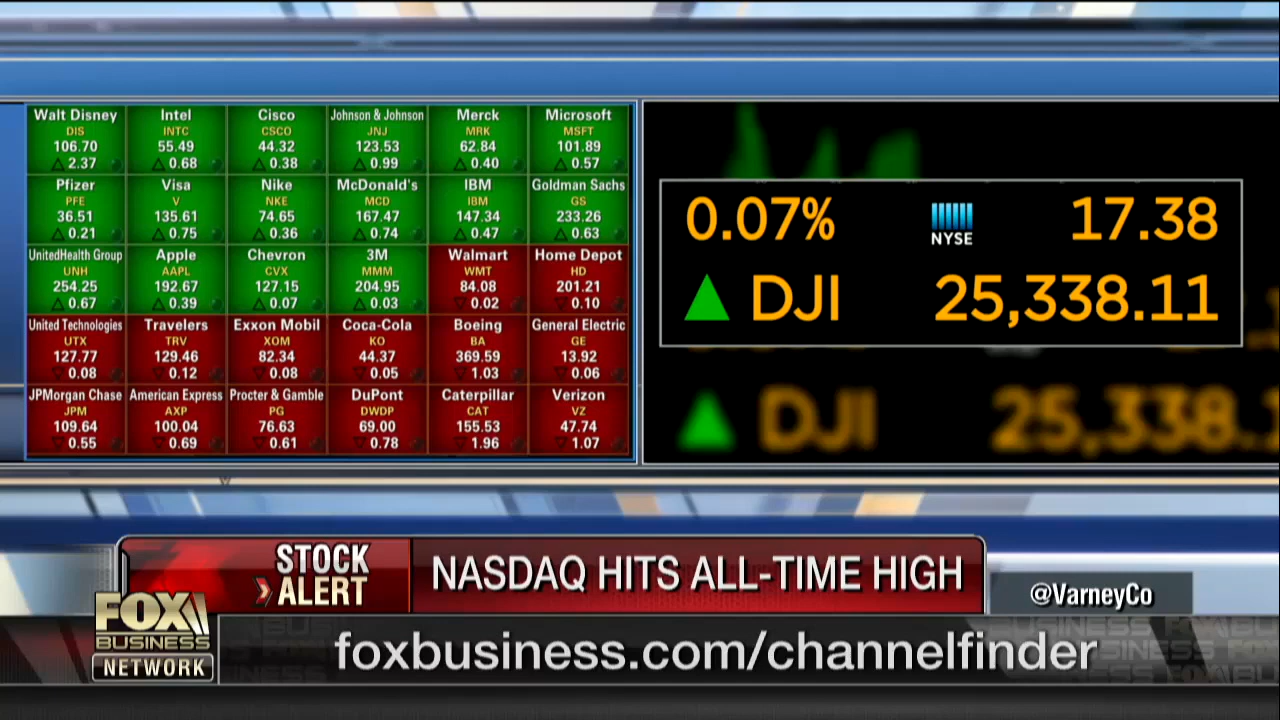 Walt Disney
DIS
106.70
2.37
Intel
INTC
55.49
0.68
Cisco
CSCO
44.32
0.38
Johnson & Johnson
JNJ
123.53
0.99
Merck
MRK
62.84
0.40
Microsoft
MSFT
101.89
0.57
Pfizer
PFE
36.51
0.21
Visa
V
135.61
0.75
Nike
NKE
74.65
0.36
McDonald's
MCD
167.47
0.74
IBM
IBM
147.34
0.47
Goldman Sachs
GS
233.26
0.63
UnitedHealth Group
UNH
254.25
0.67
Apple
AAPL
192.67
0.39
Chevron
CVX
127.15
0.07
3M
MMM
204.95
0.03
Walmart
WMT
84.08
0.02
Home Depot
HD
201.21
0.10
United Technologies
UTX
127.77
0.08
Travelers
TRV
129.46
0.12
Exxon Mobil
XOM
82.34
0.08
Coca-Cola
KO
44.37
0.05
Boeing
BA
369.59
1.03
General Electric
GE
13.92
0.06
JPMorgan Chase
JPM
109.64
0.55
American Express
AXP
100.04
0.69
Procter & Gamble
PG
76.63
0.61
DuPont
DWDP
69.00
0.78
Caterpillar
CAT
155.53
1.96
Verizon
VZ
47.74
1.07
0.07% NYSE 17.38
DJI 25,338.11
DJI 25,338.1
STOCK ALERT
NASDAQ HITS ALL-TIME HIGH
@VarneyCo
FOX
BUSINESS
NETWORK
foxbusiness.com/channelfinder